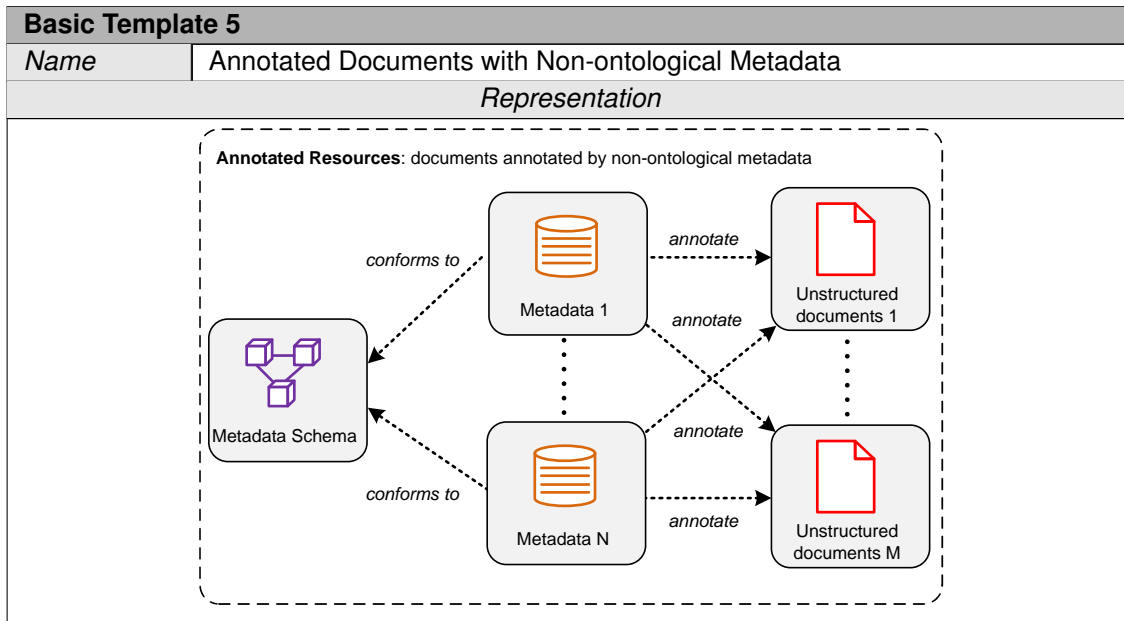 Basic Template 5
Name
Annotated Documents with Non-ontological Metadata
Representation
Annotated Resources: documents annotated by non-ontological metadata
annotate
conforms to
Metadata 1
Unstructured
documents 1
annotate
Metadata Schema
annotate
conforms to
annotate
Metadata N
Unstructured
documents M